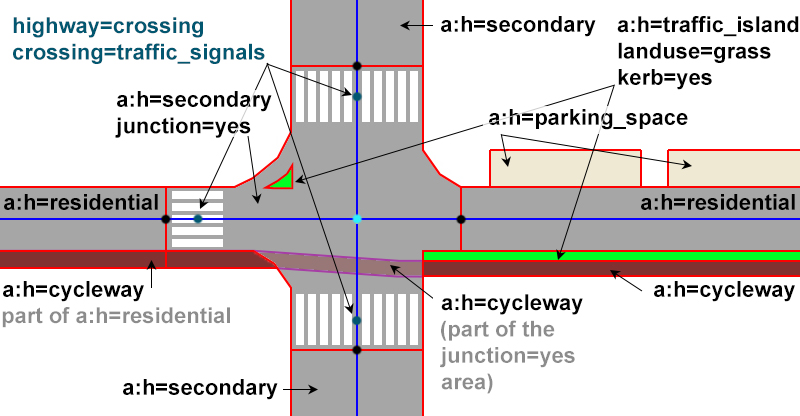 highway=crossing
crossing=traffic_signals
a:h=secondary
a:h=traffic_island
landuse=grass
kerb=yes
a:h=secondary
junction=yes
a:h=parking_space
a:h=residential
a:h=residential
a:h=cycleway
part of a:h=residential
a:h=cycleway
(part of the
junction=yes
area)
a:h=cycleway
a:h=secondary